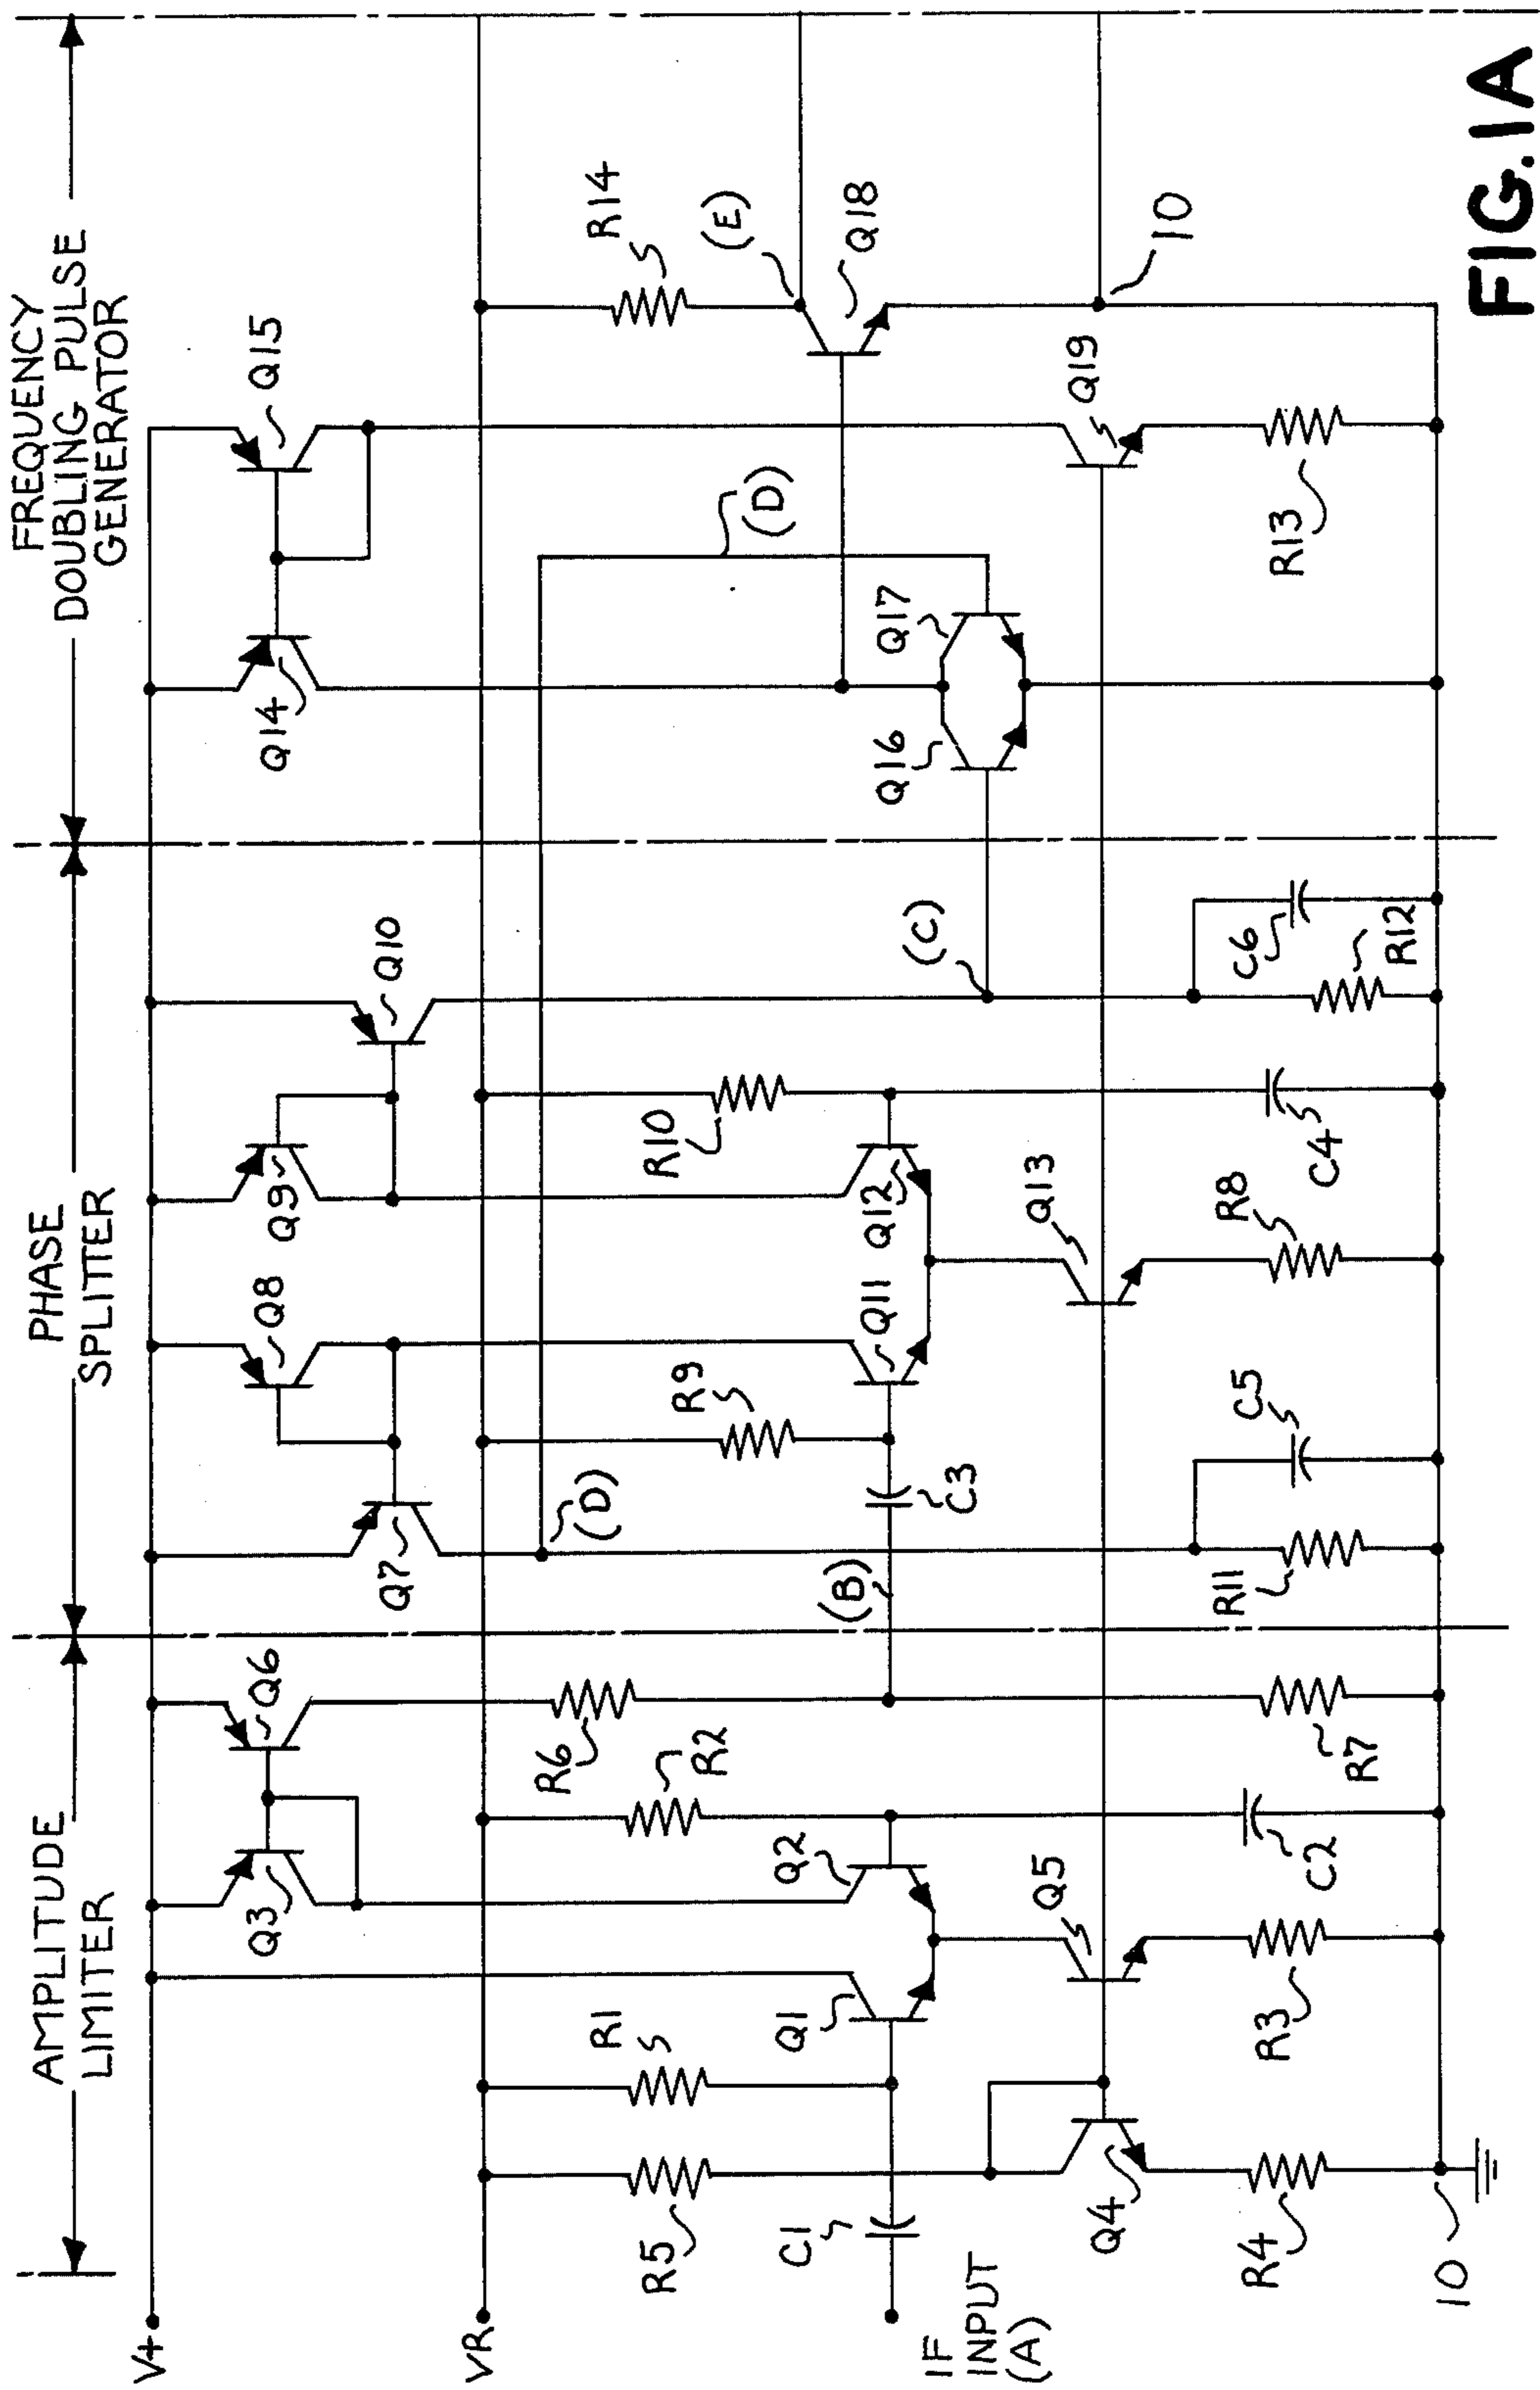 AMPLITUDE
LIMITER
PHASE
SPLITTER
FREQUENCY
DOUBLING PULSE
GENERATOR
V+
VR
IF
INPUT
(A)
C1
R5
R1
Q1
Q4
R4
10
Q3
Q6
R6
R2
Q2
Q5
R3
C2
R7
(B)
C3
Q7
(D)
R11
C5
Q8
R9
Q11
Q9
Q12
Q13
R8
R10
C4
Q10
(C)
C6
R12
Q14
Q15
Q16
Q17
(D)
R13
Q19
Q18
(E)
R14
10
FIG.1A